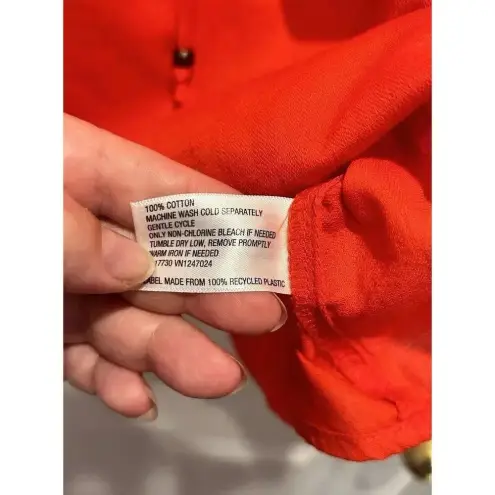 100% COTTON
MACHINE WASH COLD SEPARATELY
GENTLE CYCLE
ONLY NON-CHLORINE BLEACH IF NEEDED
TUMBLE DRY LOW, REMOVE PROMPTLY
WARM IRON IF NEEDED
17730 VN1247024
LABEL MADE FROM 100% RECYCLED PLASTIC